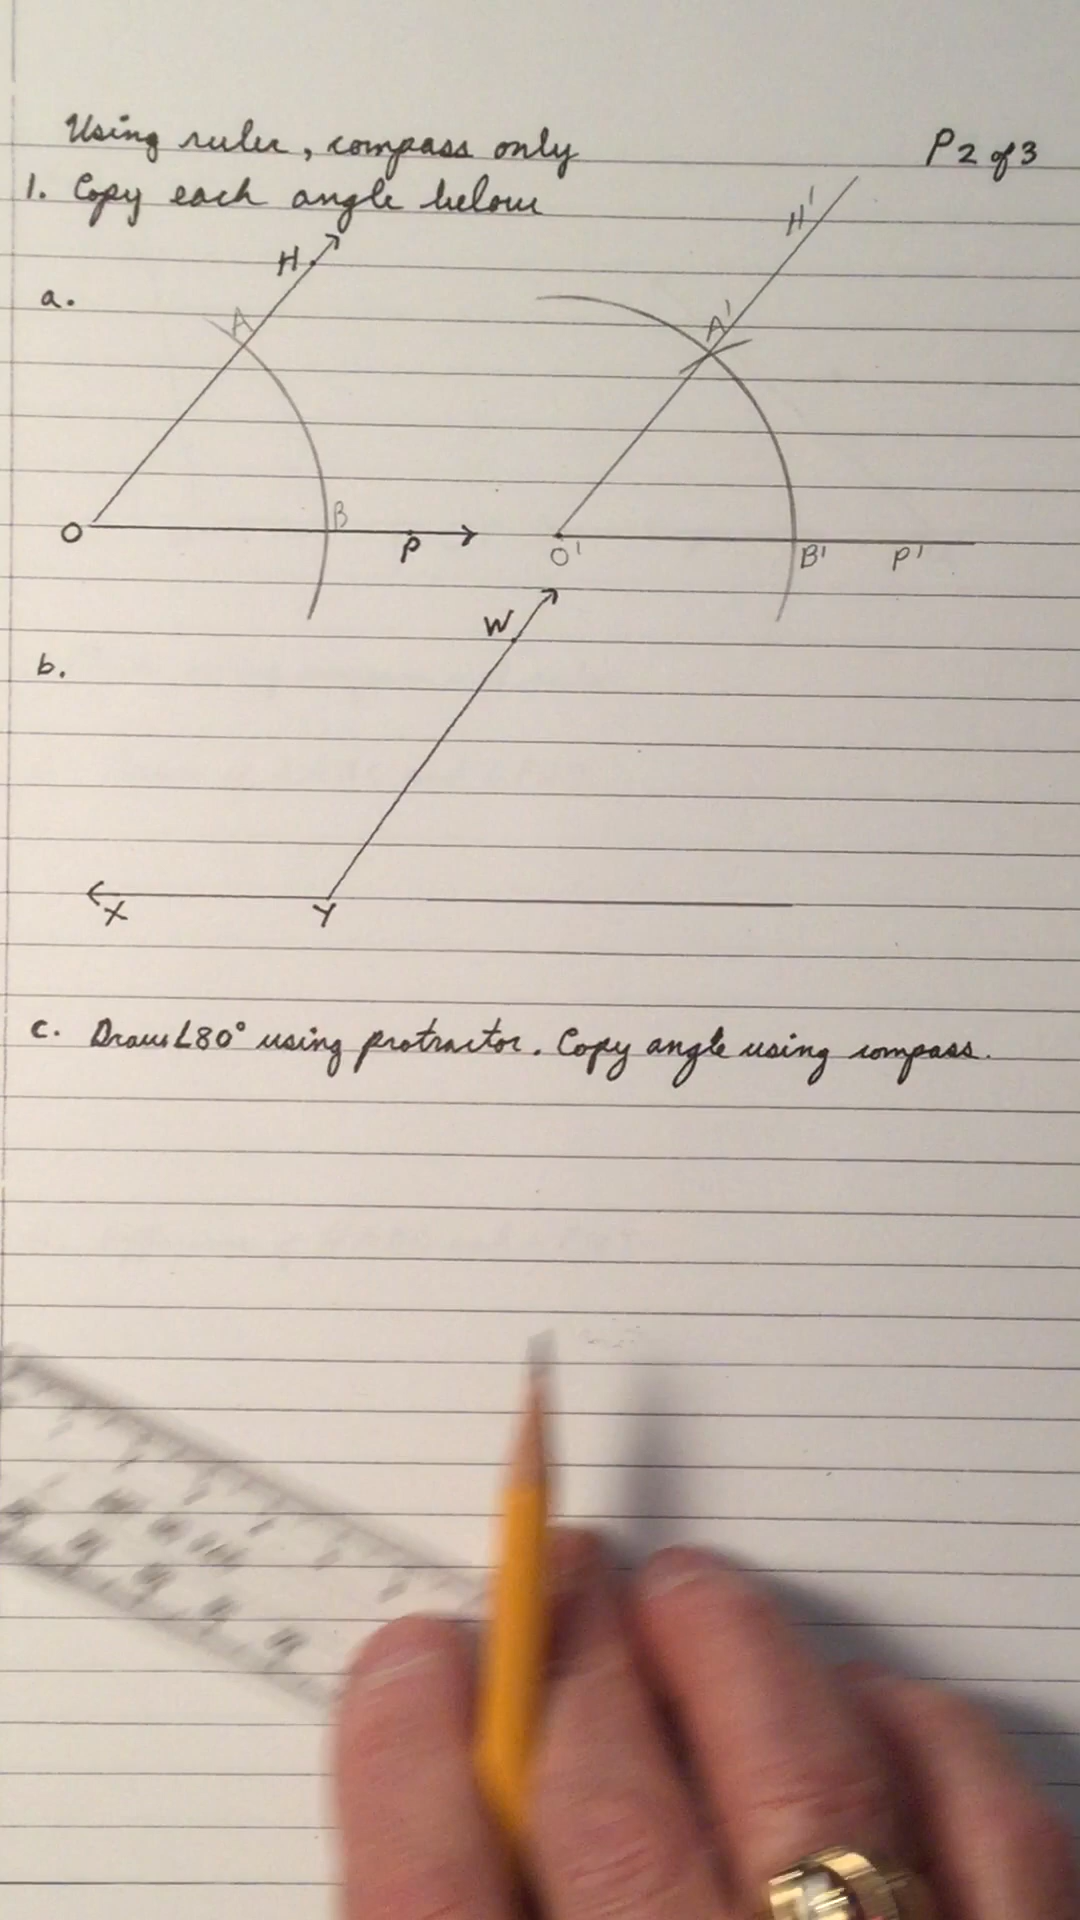 Using ruler, compass only
P 2 of 3
1. Copy each angle below
a.
H
A
O
B
P
H'
A'
O'
B'
P'
b.
W
X
Y
c. Draw ∠80° using protractor. Copy angle using compass.